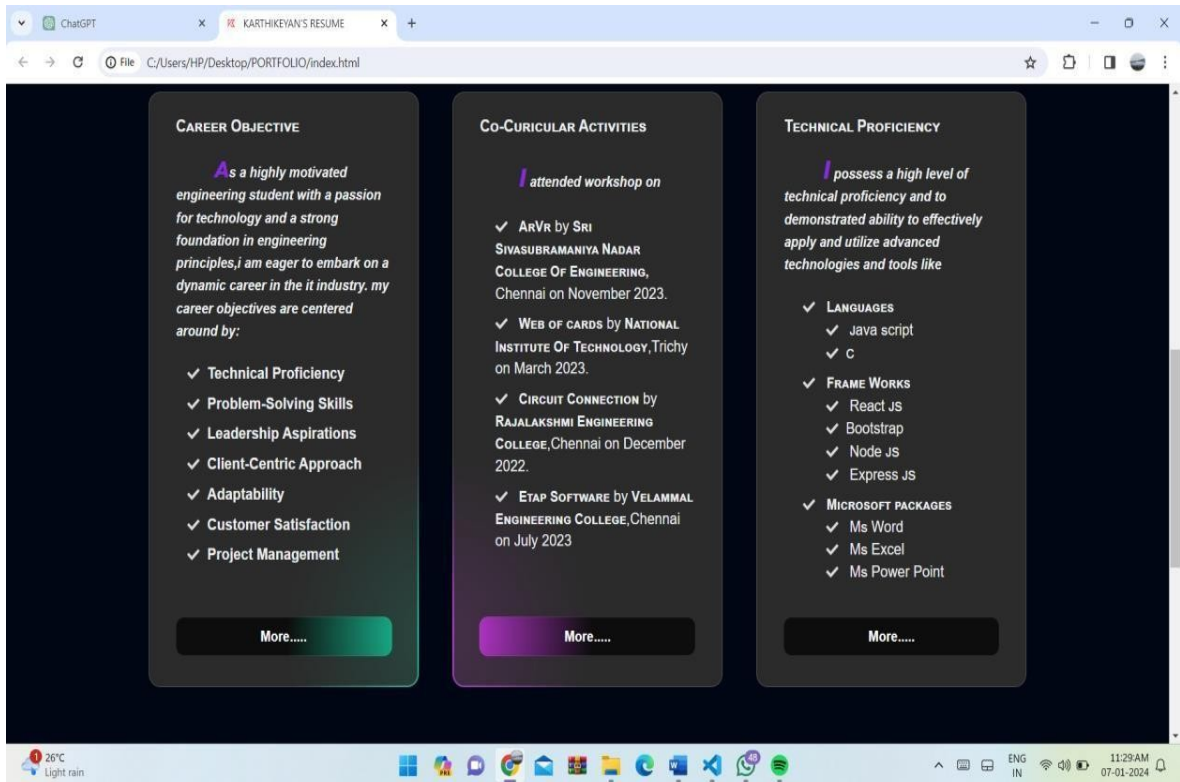 ChatGPT
KARTHIKEYAN'S RESUME
File
C:/Users/HP/Desktop/PORTFOLIO/index.html
CAREER OBJECTIVE
As a highly motivated
engineering student with a passion
for technology and a strong
foundation in engineering
principles,i am eager to embark on a
dynamic career in the it industry. my
career objectives are centered
around by:
Technical Proficiency
Problem-Solving Skills
Leadership Aspirations
Client-Centric Approach
Adaptability
Customer Satisfaction
Project Management
More.....
CO-CURICULAR ACTIVITIES
I attended workshop on
ARVR by SRI
SIVASUBRAMANIYA NADAR
COLLEGE OF ENGINEERING,
Chennai on November 2023.
WEB OF CARDS by NATIONAL
INSTITUTE OF TECHNOLOGY,Trichy
on March 2023.
CIRCUIT CONNECTION by
RAJALAKSHMI ENGINEERING
COLLEGE,Chennai on December
2022.
ETAP SOFTWARE by VELAMMAL
ENGINEERING COLLEGE,Chennai
on July 2023
More.....
TECHNICAL PROFICIENCY
I possess a high level of
technical proficiency and to
demonstrated ability to effectively
apply and utilize advanced
technologies and tools like
LANGUAGES
Java script
C
FRAME WORKS
React JS
Bootstrap
Node JS
Express JS
MICROSOFT PACKAGES
Ms Word
Ms Excel
Ms Power Point
More.....
1
26°C
Light rain
PRE
48
ENG
IN
11:29 AM
07-01-2024